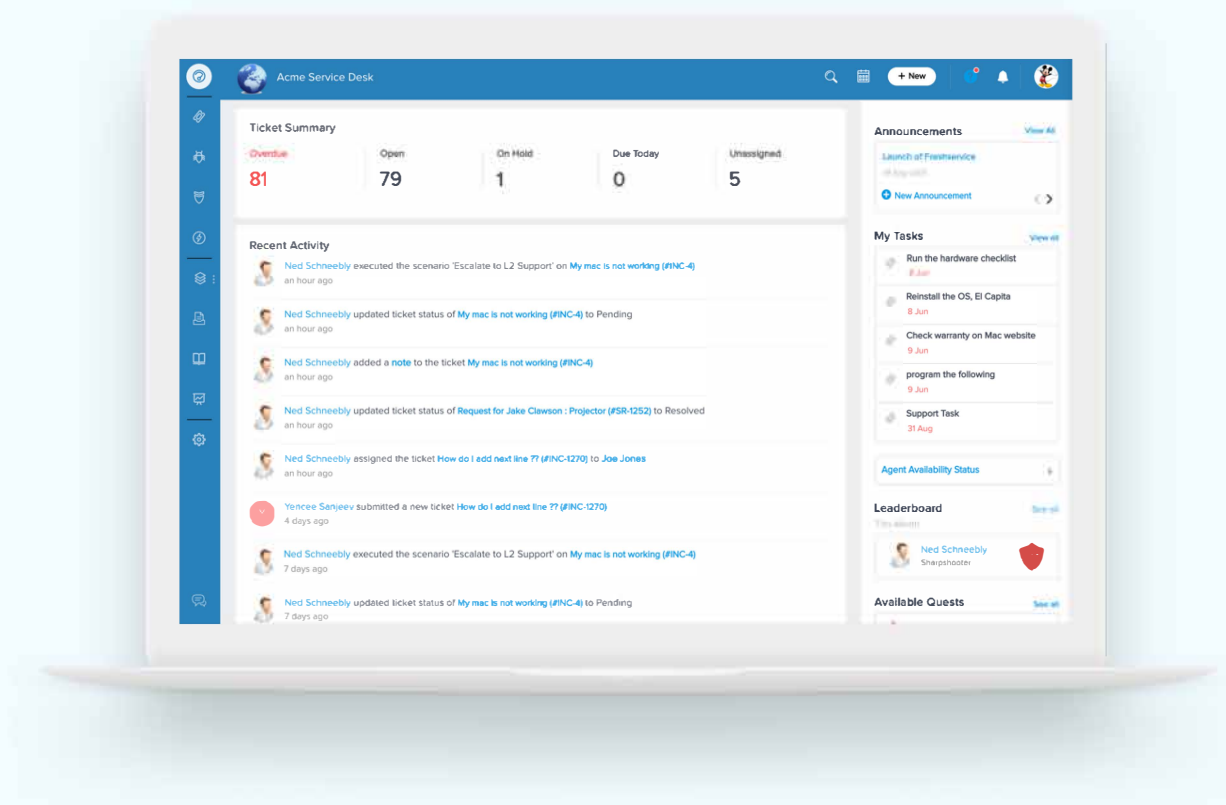 Acme Service Desk
+ New
Ticket Summary
Overdue
Open
On Hold
Due Today
Unassigned
81
79
1
0
5
Recent Activity
Ned Schneebly executed the scenario 'Escalate to L2 Support' on My mac is not working (#INC-4)
an hour ago
Ned Schneebly updated ticket status of My mac is not working (#INC-4) to Pending
an hour ago
Ned Schneebly added a note to the ticket My mac is not working (#INC-4)
an hour ago
Ned Schneebly updated ticket status of Request for Jake Clawson : Projector (#SR-1252) to Resolved
an hour ago
Ned Schneebly assigned the ticket How do I add next line ?? (#INC-1270) to Joe Jones
an hour ago
Y
Yencee Sanjeev submitted a new ticket How do I add next line ?? (#INC-1270)
4 days ago
Ned Schneebly executed the scenario 'Escalate to L2 Support' on My mac is not working (#INC-4)
7 days ago
Ned Schneebly updated ticket status of My mac is not working (#INC-4) to Pending
7 days ago
Announcements
View All
Launch of Freshservice
New Announcement
My Tasks
View all
Run the hardware checklist
8 Jun
Reinstall the OS, El Capita
8 Jun
Check warranty on Mac website
9 Jun
program the following
9 Jun
Support Task
31 Aug
Agent Availability Status
Leaderboard
See all
This month
Ned Schneebly
Sharpshooter
Available Quests
See all